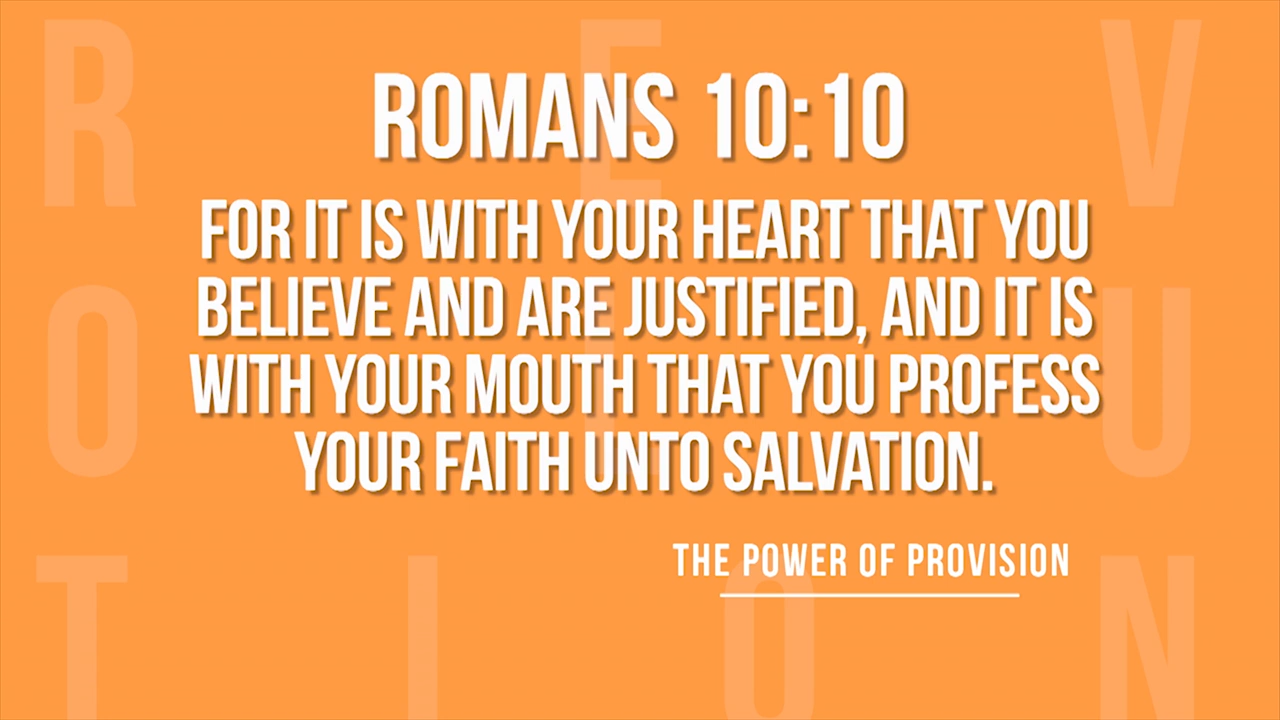 R E V
ROMANS 10:10
FOR IT IS WITH YOUR HEART THAT YOU
BELIEVE AND ARE JUSTIFIED, AND IT IS
WITH YOUR MOUTH THAT YOU PROFESS
YOUR FAITH UNTO SALVATION.
O L U
THE POWER OF PROVISION
T I O N